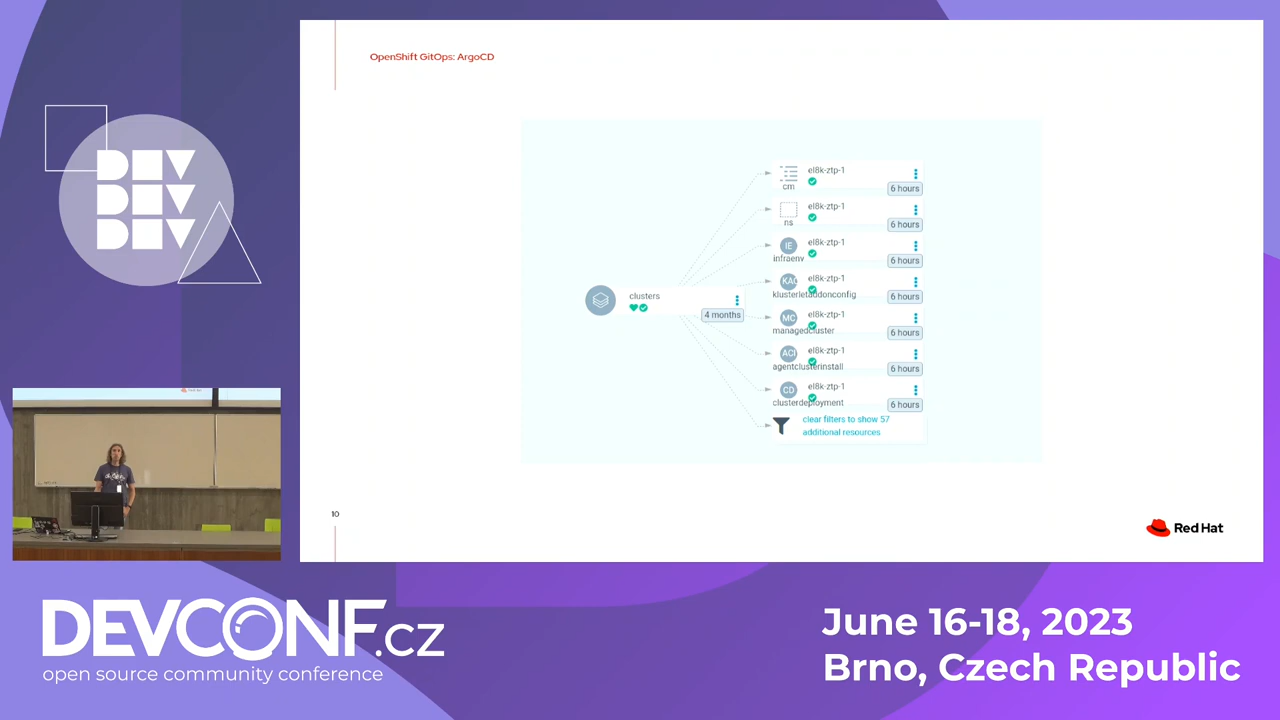 OpenShift GitOps: ArgoCD
DEV
DEV
DEV
clusters
4 months
el8k-ztp-1
cm
6 hours
el8k-ztp-1
ns
6 hours
IE
el8k-ztp-1
infraenv
6 hours
KAC
el8k-ztp-1
klusterletaddonconfig
6 hours
MC
el8k-ztp-1
managedcluster
6 hours
ACI
el8k-ztp-1
agentclusterinstall
6 hours
CD
el8k-ztp-1
clusterdeployment
6 hours
clear filters to show 57
additional resources
10
Red Hat
DEVCONF.cz
open source community conference
June 16-18, 2023
Brno, Czech Republic